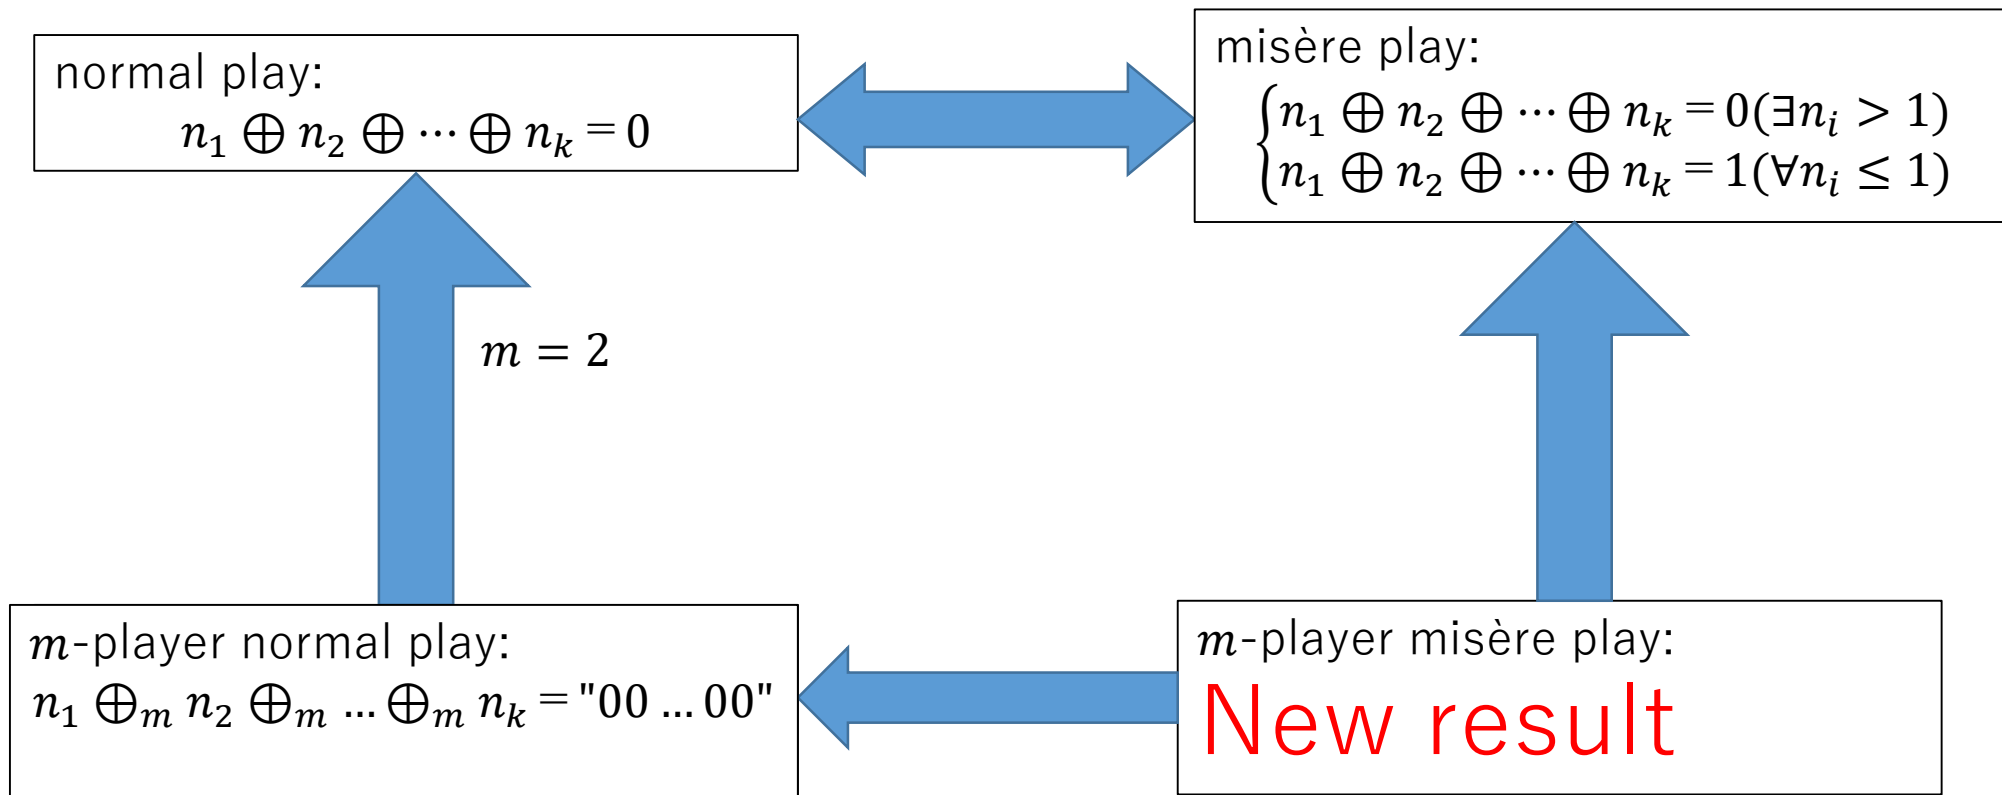 normal play:
𝑛₁ ⊕ 𝑛₂ ⊕ ⋯ ⊕ 𝑛ₖ = 0
misère play:
𝑛₁ ⊕ 𝑛₂ ⊕ ⋯ ⊕ 𝑛ₖ = 0(∃𝑛ᵢ > 1)
𝑛₁ ⊕ 𝑛₂ ⊕ ⋯ ⊕ 𝑛ₖ = 1(∀𝑛ᵢ ≤ 1)
𝑚 = 2
𝑚-player normal play:
𝑛₁ ⊕ₘ 𝑛₂ ⊕ₘ … ⊕ₘ 𝑛ₖ = "00 … 00"
𝑚-player misère play:
New result